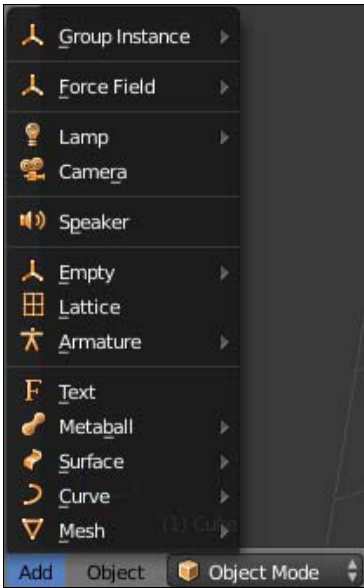 Group Instance
Force Field
Lamp
Camera
Speaker
Empty
Lattice
Armature
Text
Metaball
Surface
Curve
Mesh
(1) Cube
Add Object Object Mode